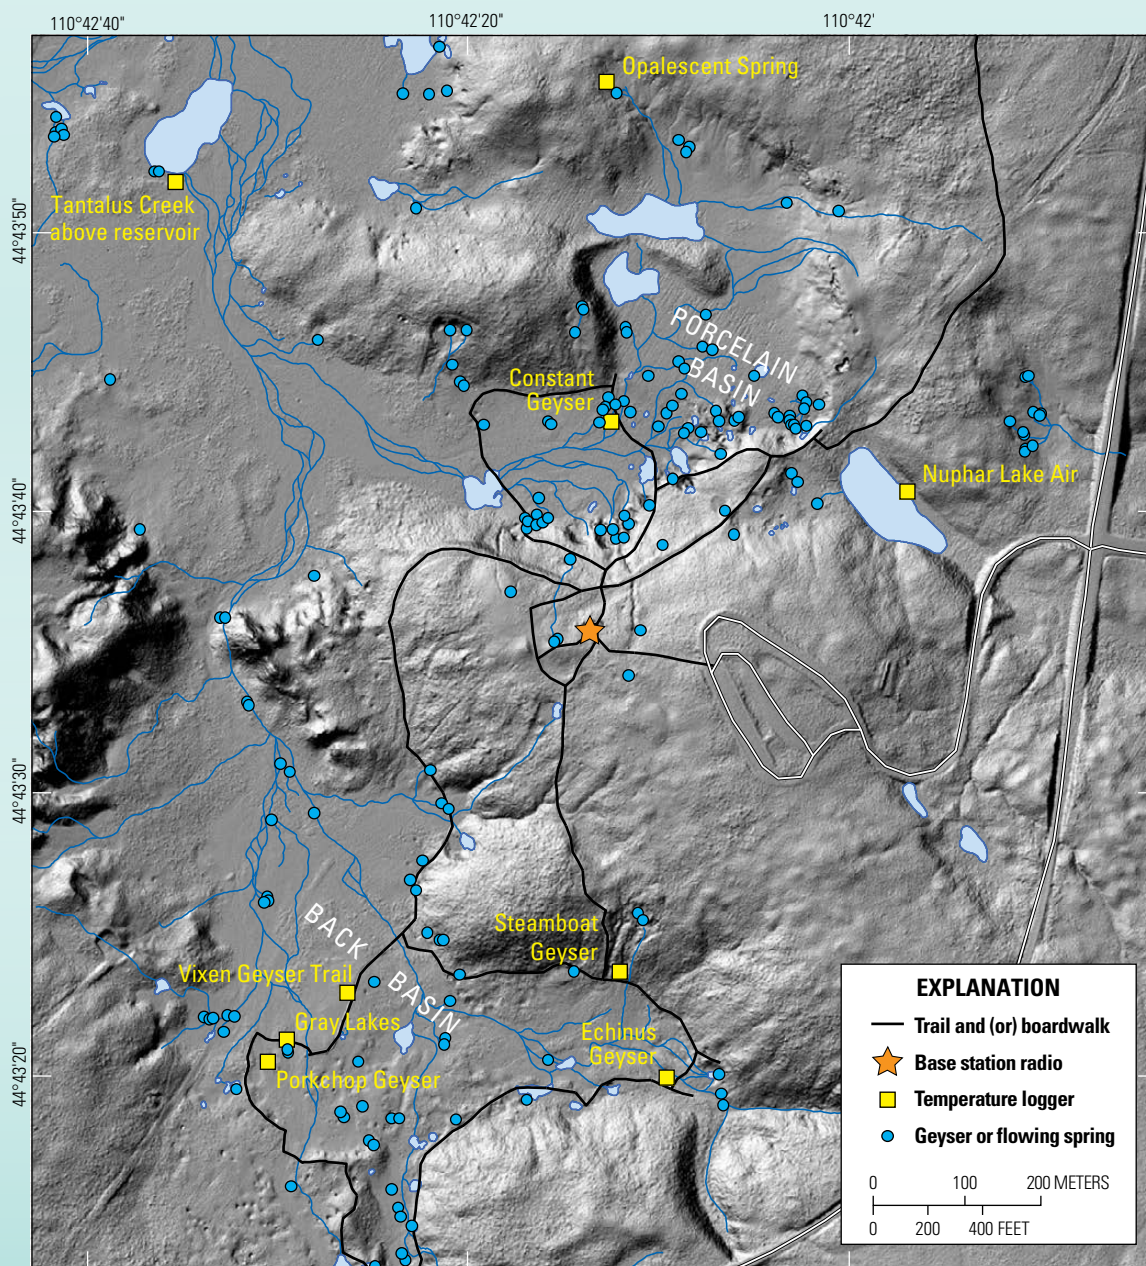 110°42'40"
110°42'20"
110°42'
Opalescent Spring
Tantalus Creek
above reservoir
44°43'50"
PORCELAIN
BASIN
Constant
Geyser
Nuphar Lake Air
44°43'40"
44°43'30"
Steamboat
Geyser
BACK
BASIN
Vixen Geyser Trail
Gray Lakes
Echinus
Geyser
Porkchop Geyser
44°43'20"
EXPLANATION
Trail and (or) boardwalk
Base station radio
Temperature logger
Geyser or flowing spring
0 100 200 METERS
0 200 400 FEET